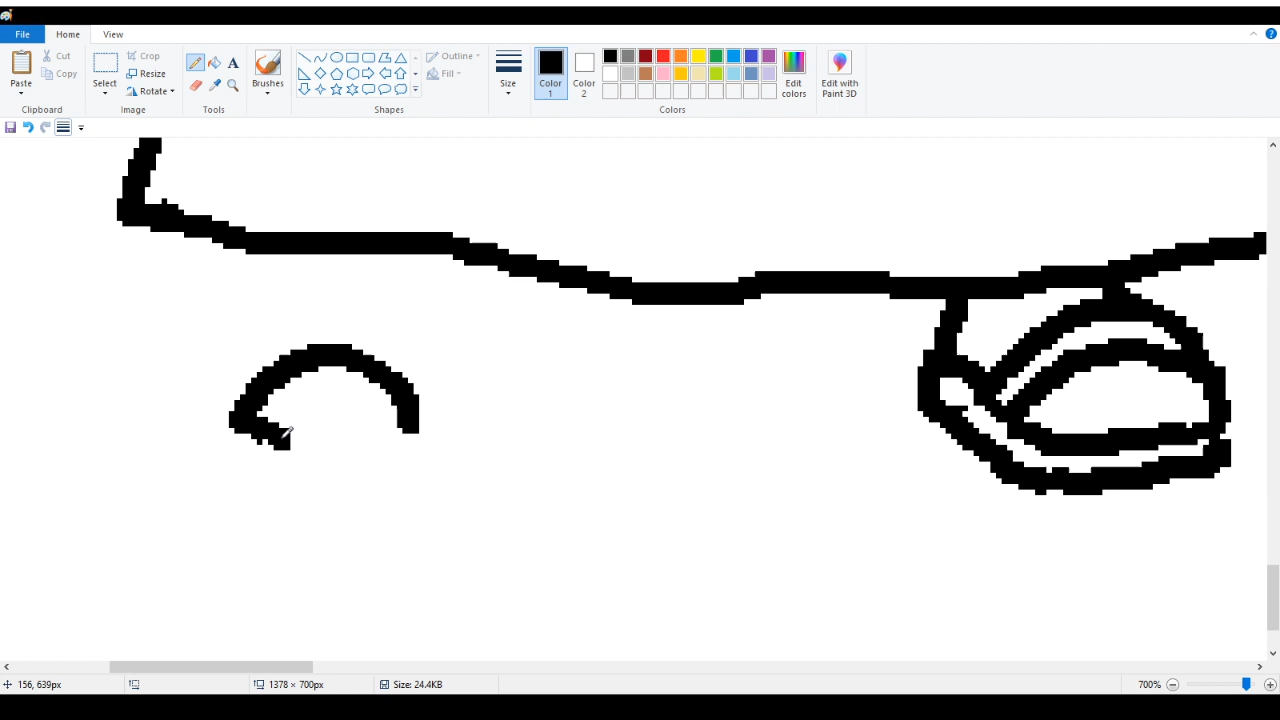 File Home View
Paste Cut Copy Clipboard
Select Crop Resize Rotate Image
A Tools
Brushes
Outline Fill Shapes
Size
Color 1 Color 2 Edit colors Colors
Edit with Paint 3D
156, 639px 1378 × 700px Size: 24.4KB 700%